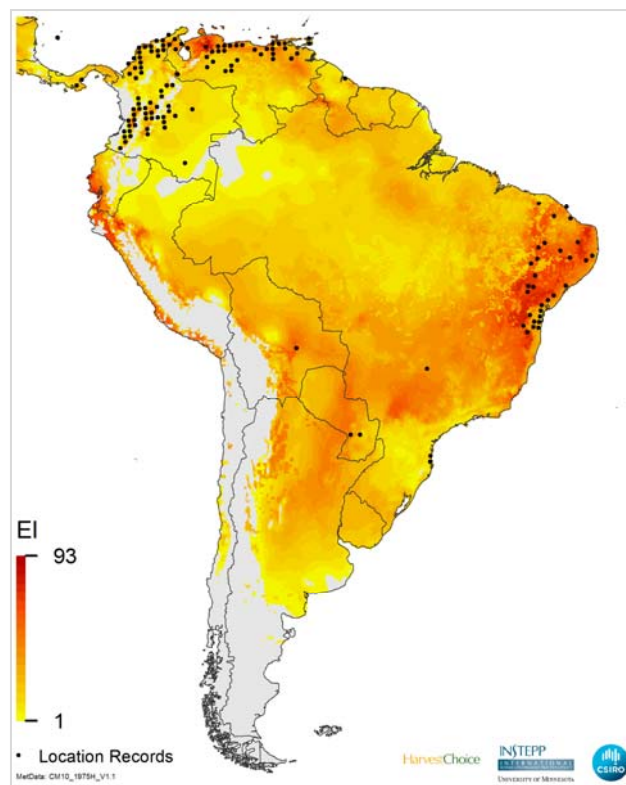 EI
93
1
Location Records
MetData: CM10_1975H_V1.1
HarvestChoice
INSTEPP
INTERNATIONAL
UNIVERSITY OF MINNESOTA
CSIRO